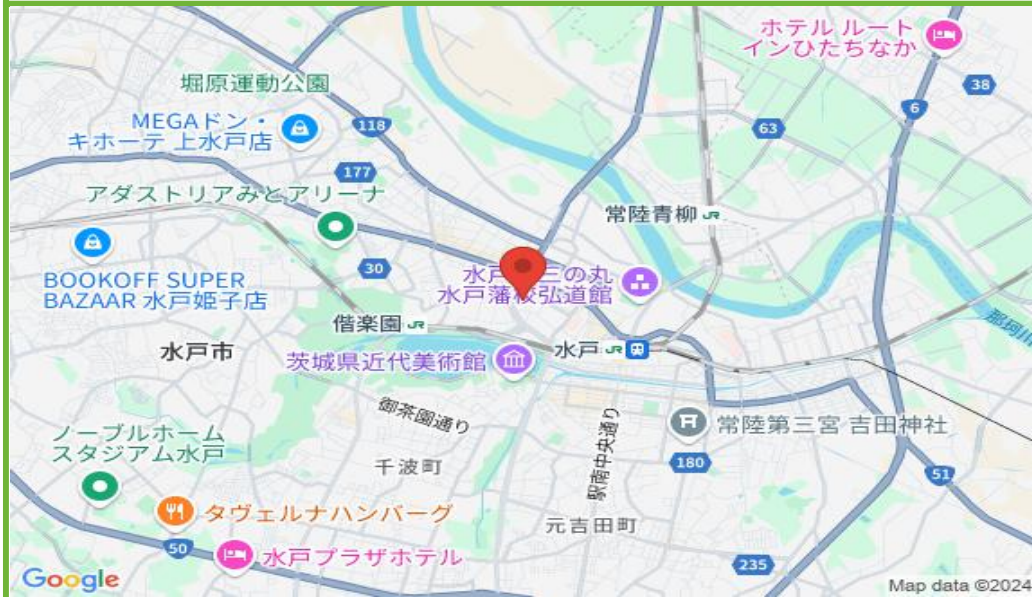 ホテル ルート
インひたちなか
堀原運動公園
38
6
MEGAドン・
キホーテ 上水戸店
118
63
177
アダストリアみとアリーナ
常陸青柳 JR
30
BOOKOFF SUPER
BAZAAR 水戸姫子店
水戸 三の丸
水戸藩校弘道館
那珂川
偕楽園 JR
水戸市
水戸 JR
茨城県近代美術館
御茶園通り
駅南中央通り
常陸第三宮 吉田神社
ノーブルホーム
スタジアム水戸
千波町
180
51
タヴェルナハンバーグ
元吉田町
50
水戸プラザホテル
235
Google
Map data ©2024